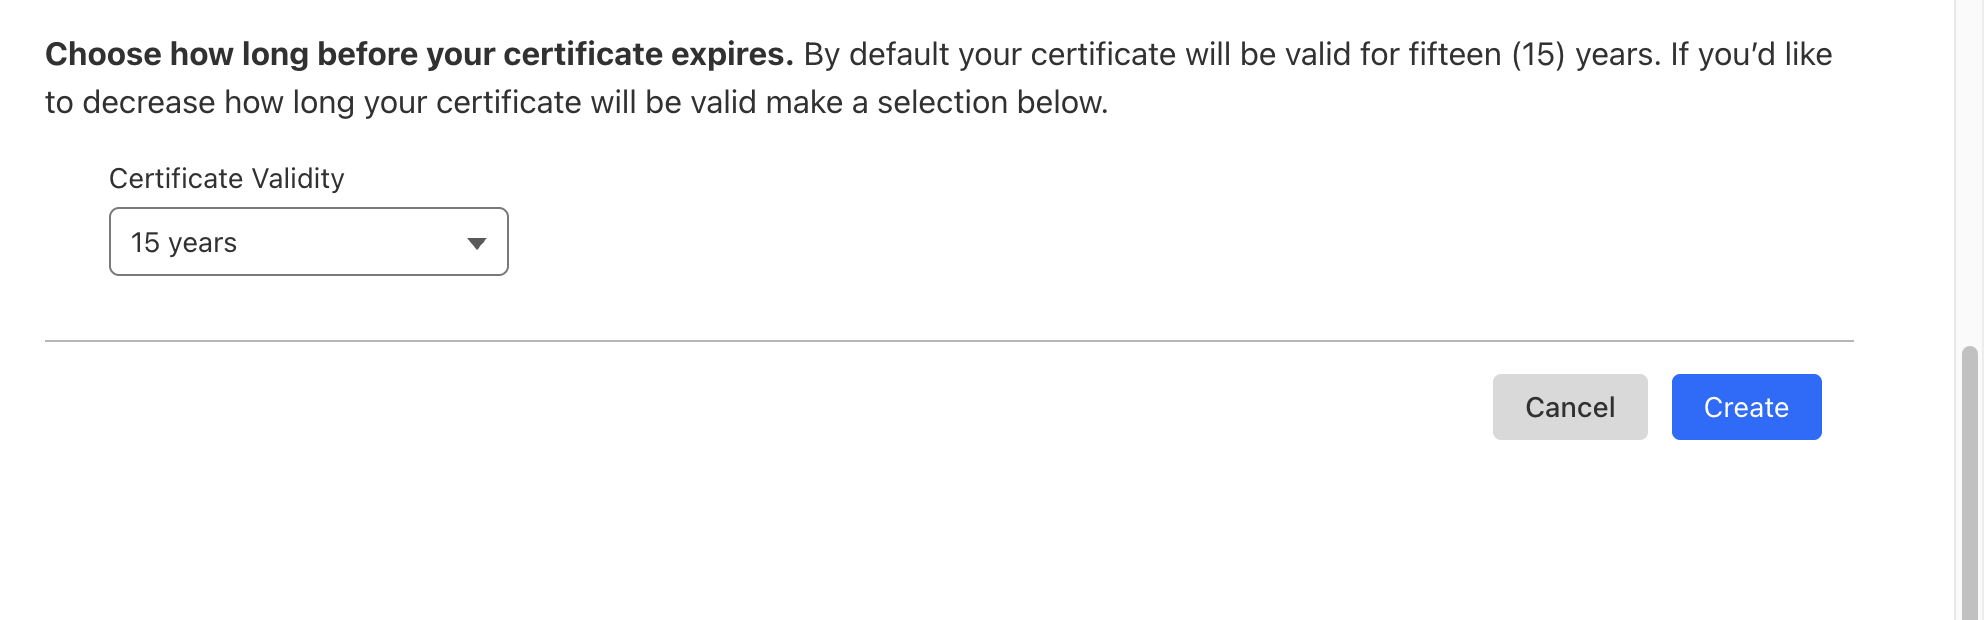 Choose how long before your certificate expires. By default your certificate will be valid for fifteen (15) years. If you’d like
to decrease how long your certificate will be valid make a selection below.
Certificate Validity
15 years
Cancel Create